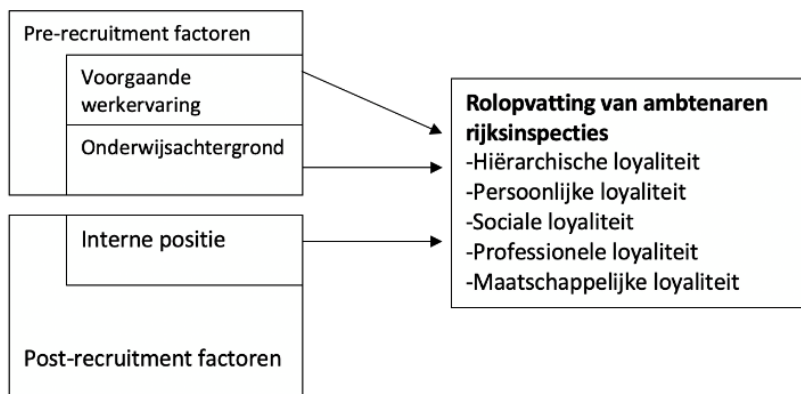 Pre-recruitment factoren
Voorgaande
werkervaring
Onderwijsachtergrond
Interne positie
Post-recruitment factoren
Rolopvatting van ambtenaren
rijksinspecties
-Hiërarchische loyaliteit
-Persoonlijke loyaliteit
-Sociale loyaliteit
-Professionele loyaliteit
-Maatschappelijke loyaliteit